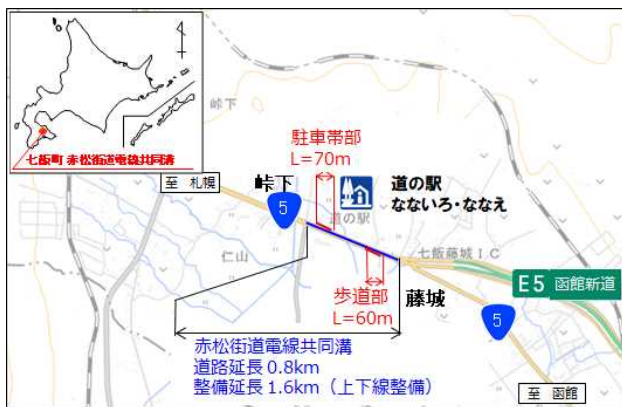 七飯町 赤松街道電線共同溝
至 札幌
峠下
駐車帯部
L=70m
峠下
5
道の駅
なないろ・ななえ
道の駅
仁山
七飯藤城IC
E5 函館新道
歩道部
L=60m
藤城
5
赤松街道電線共同溝
道路延長 0.8km
整備延長 1.6km（上下線整備）
至 函館